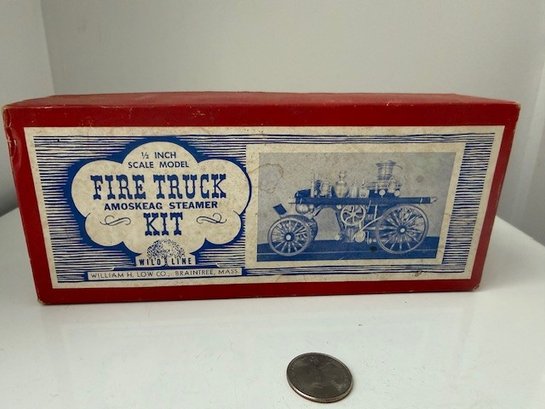 ½ INCH
SCALE MODEL
FIRE TRUCK
AMOSKEAG STEAMER
KIT
WILD LINE
WILLIAM H. LOW CO., BRAINTREE, MASS.